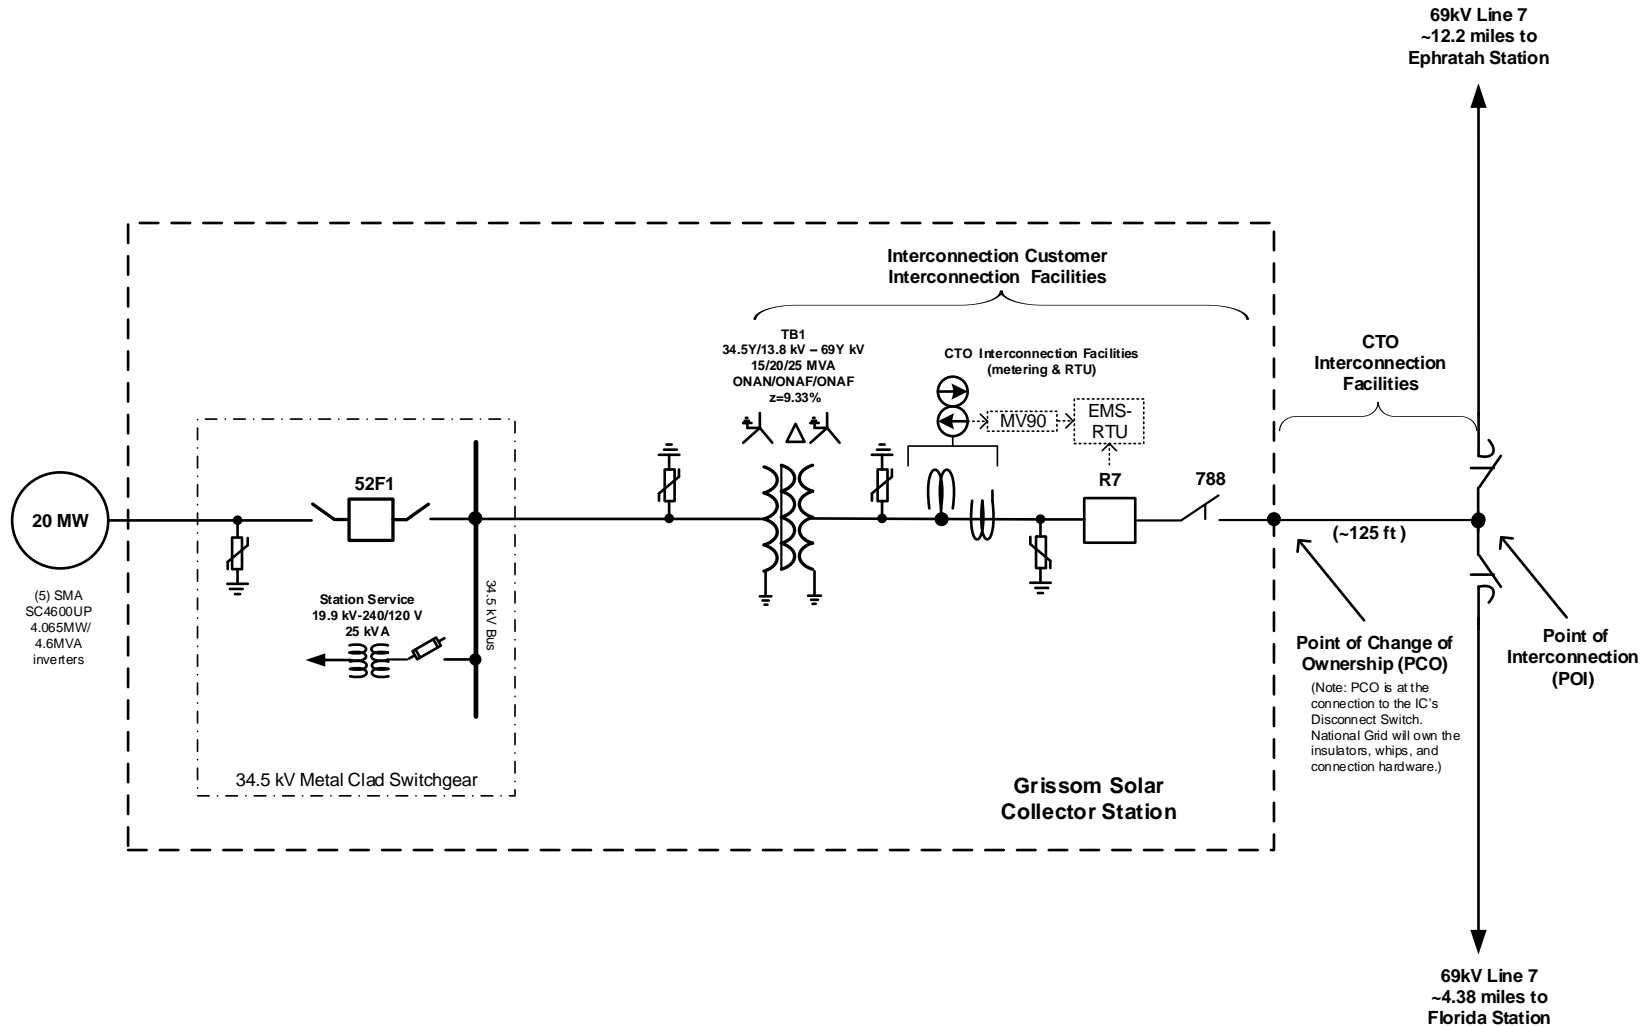 69kV Line 7
~12.2 miles to
Ephratah Station
Interconnection Customer
Interconnection Facilities
TB1
34.5Y/13.8 kV – 69Y kV
15/20/25 MVA
ONAN/ONAF/ONAF
z=9.33%
CTO Interconnection Facilities
(metering & RTU)
MV90
EMS-
RTU
CTO
Interconnection
Facilities
20 MW
(5) SMA
SC4600UP
4.065MW/
4.6MVA
inverters
52F1
Station Service
19.9 kV-240/120 V
25 kVA
34.5 kV Bus
34.5 kV Metal Clad Switchgear
R7
788
(~125 ft )
Point of Change of
Ownership (PCO)
(Note: PCO is at the
connection to the IC's
Disconnect Switch.
National Grid will own the
insulators, whips, and
connection hardware.)
Point of
Interconnection
(POI)
Grissom Solar
Collector Station
69kV Line 7
~4.38 miles to
Florida Station